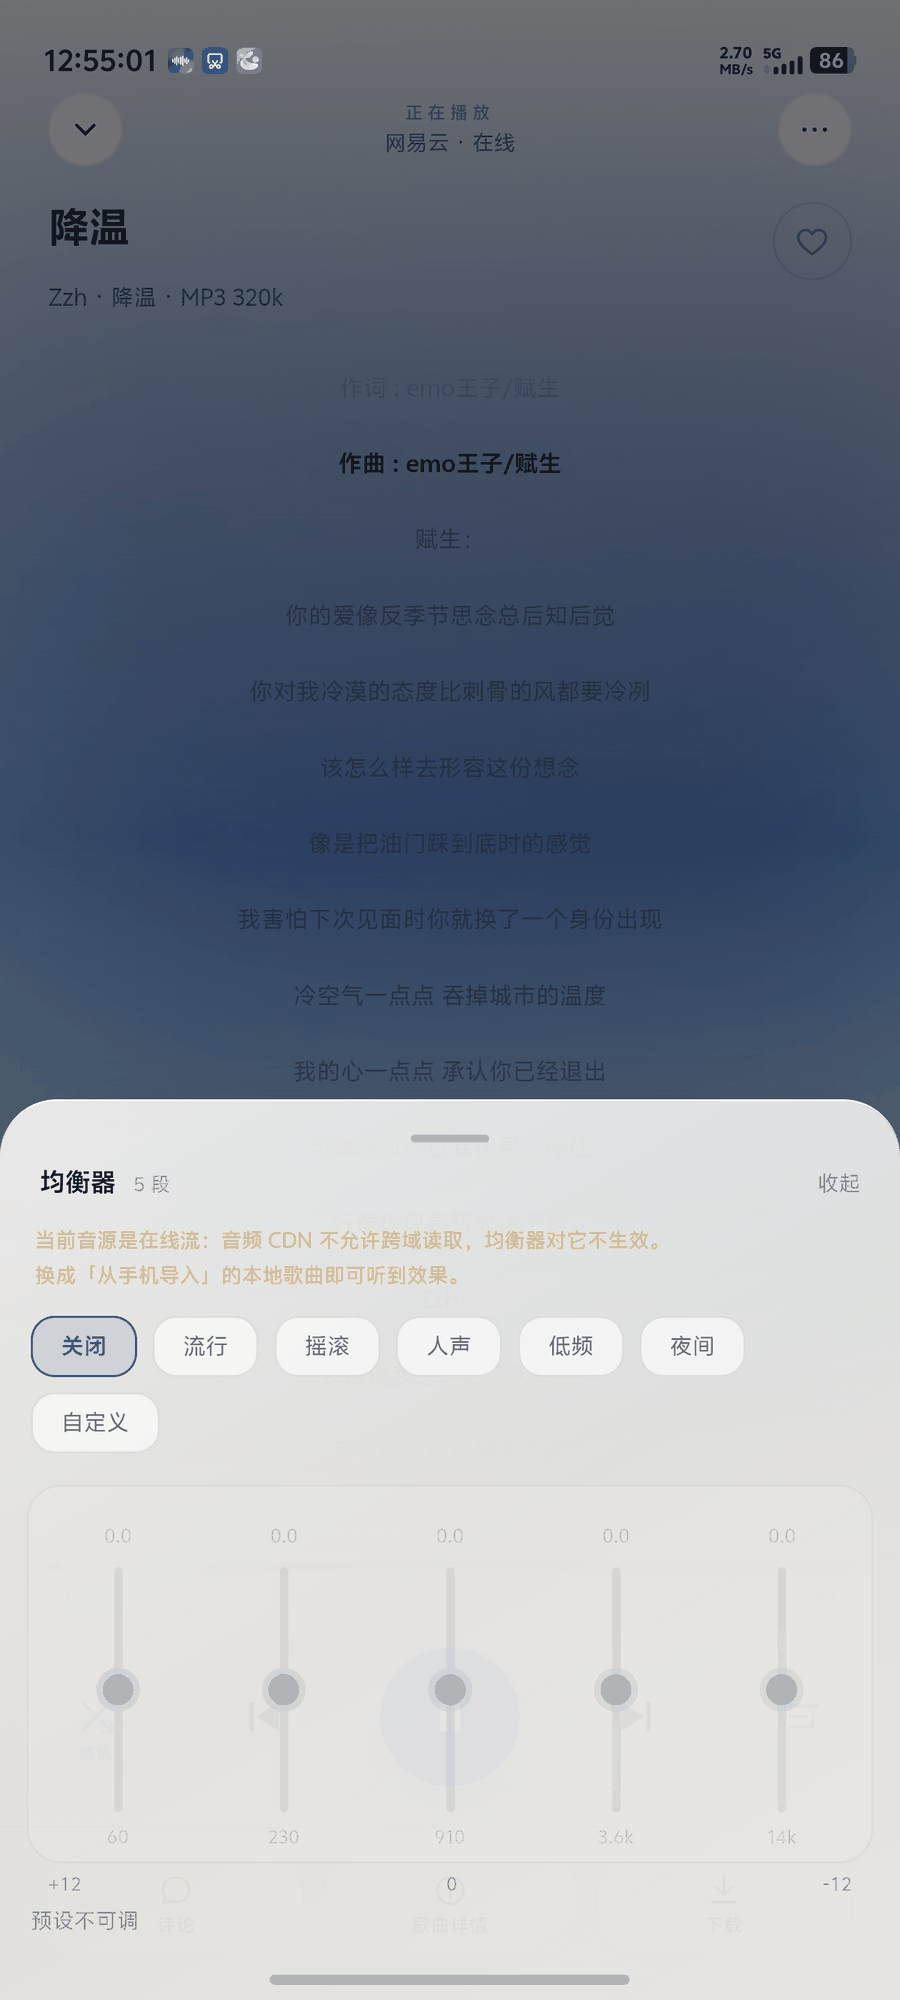 12:55:01
2.70 MB/s 5G 86
正在播放
网易云 · 在线
降温
Zzh · 降温 · MP3 320k
作词 : emo王子/赋生
作曲 : emo王子/赋生
赋生：
你的爱像反季节思念总后知后觉
你对我冷漠的态度比刺骨的风都要冷冽
该怎么样去形容这份想念
像是把油门踩到底时的感觉
我害怕下次见面时你就换了一个身份出现
冷空气一点点 吞掉城市的温度
我的心一点点 承认你已经退出
均衡器 5 段 收起
当前音源是在线流：音频 CDN 不允许跨域读取，均衡器对它不生效。
换成「从手机导入」的本地歌曲即可听到效果。
Zzh:
关闭 流行 摇滚 人声 低频 夜间
自定义
0.0 0.0 0.0 0.0 0.0
随机
60 230 910 3.6k 14k
+12 0 -12
预设不可调 评论 歌曲详情 下载